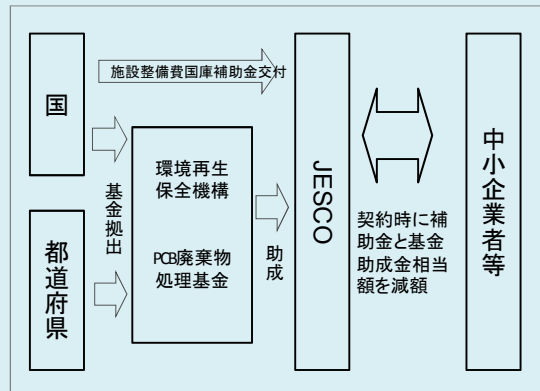 施設整備費国庫補助金交付
国
都道府県
基金拠出
環境再生
保全機構
PCB廃棄物
処理基金
助成
JESCO
契約時に補
助金と基金
助成金相当
額を減額
中小企業者等